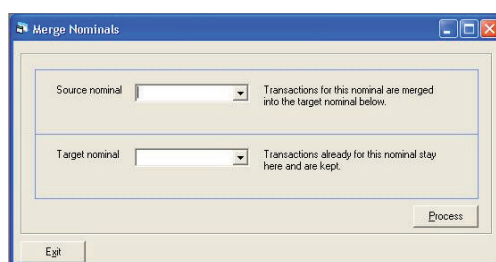 Merge Nominals
Source nominal
Transactions for this nominal are merged
into the target nominal below.
Target nominal
Transactions already for this nominal stay
here and are kept.
Process
Exit